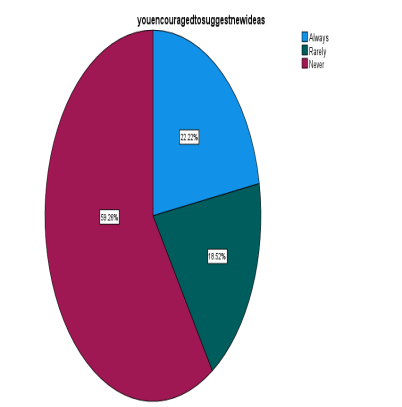 youencouragedtosuggestnewideas
Always
Rarely
Never
22.22%
59.26%
18.52%